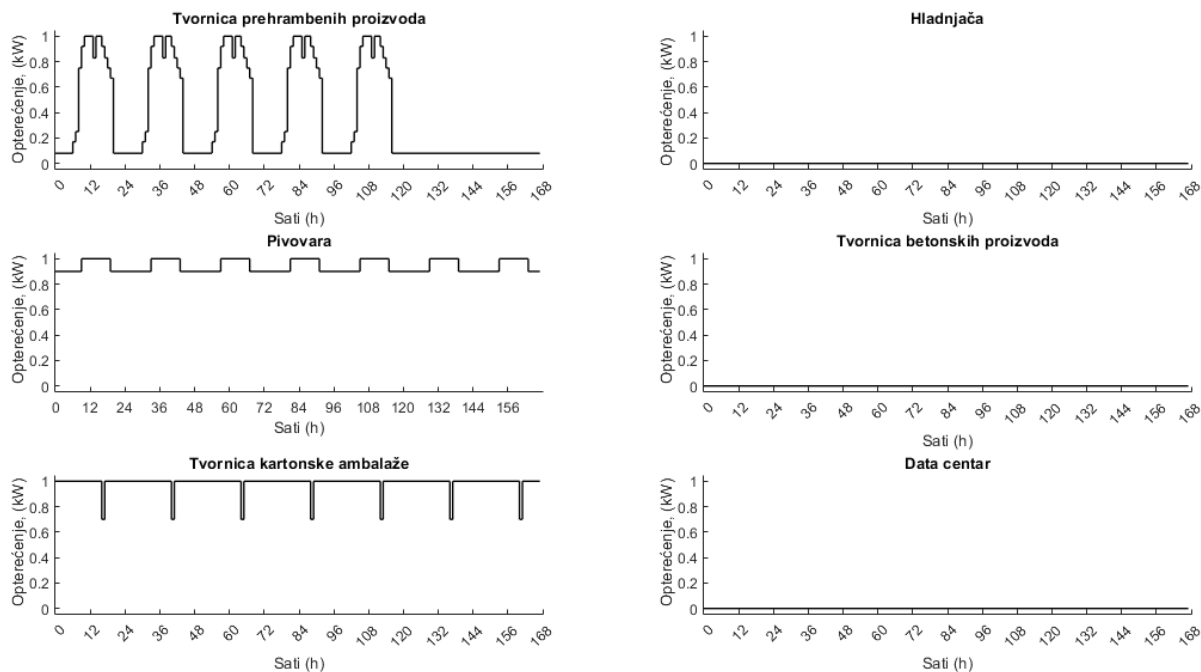 Tvornica prehrambenih proizvoda
Opterećenje, (kW)
1
0.8
0.6
0.4
0.2
0
0 12 24 36 48 60 72 84 96 108 120 132 144 156 168
Sati (h)
Hladnjača
Opterećenje, (kW)
1
0.8
0.6
0.4
0.2
0
0 12 24 36 48 60 72 84 96 108 120 132 144 156 168
Sati (h)
Pivovara
Opterećenje, (kW)
1
0.8
0.6
0.4
0.2
0
0 12 24 36 48 60 72 84 96 108 120 132 144 156
Sati (h)
Tvornica betonskih proizvoda
Opterećenje, (kW)
1
0.8
0.6
0.4
0.2
0
0 12 24 36 48 60 72 84 96 108 120 132 144 156 168
Sati (h)
Tvornica kartonske ambalaže
Opterećenje, (kW)
1
0.8
0.6
0.4
0.2
0
0 12 24 36 48 60 72 84 96 108 120 132 144 156 168
Sati (h)
Data centar
Opterećenje, (kW)
1
0.8
0.6
0.4
0.2
0
0 12 24 36 48 60 72 84 96 108 120 132 144 156 168
Sati (h)